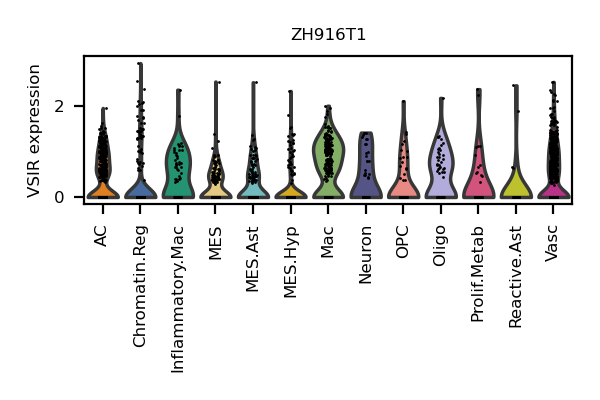 ZH916T1
VSIR expression
2
0
AC
Chromatin.Reg
Inflammatory.Mac
MES
MES.Ast
MES.Hyp
Mac
Neuron
OPC
Oligo
Prolif.Metab
Reactive.Ast
Vasc